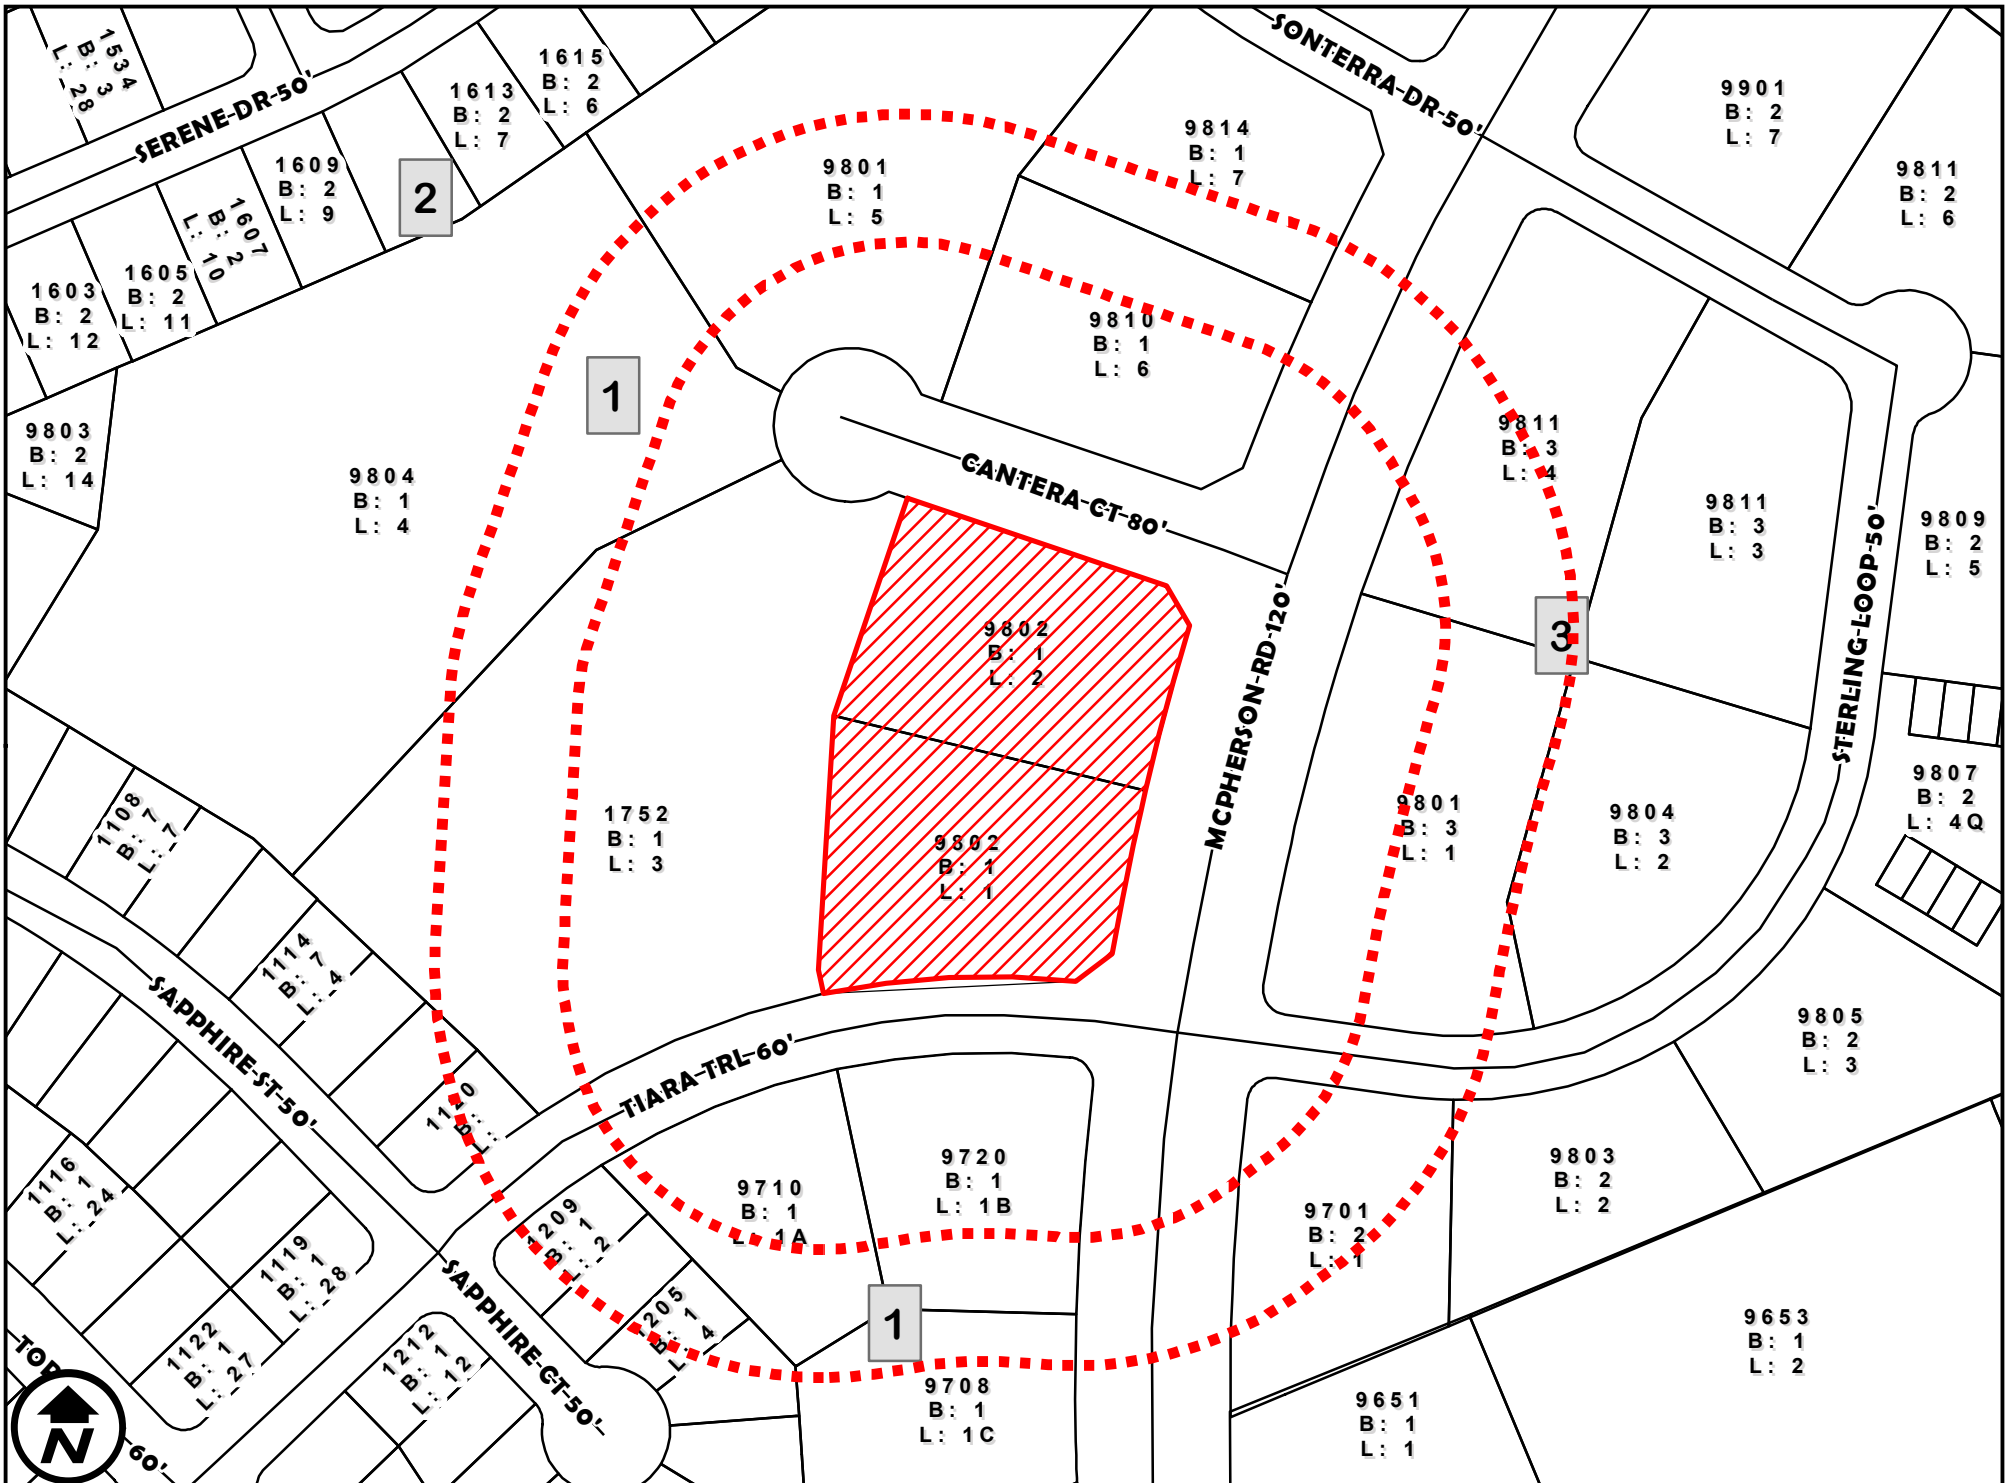 1534
B: 3
L: 28
SERENE-DR-50'
1615
B: 2
L: 6
1613
B: 2
L: 7
SONTERRA-DR-50'
9901
B: 2
L: 7
9814
B: 1
L: 7
9801
B: 1
L: 5
9811
B: 2
L: 6
1609
B: 2
L: 9
2
1607
B: 2
L: 10
1605
B: 2
L: 11
1603
B: 2
L: 12
9810
B: 1
L: 6
1
9803
B: 2
L: 14
9804
B: 1
L: 4
CANTERA-CT-80'
9811
B: 3
L: 4
9811
B: 3
L: 3
9809
B: 2
L: 5
9802
B: 1
L: 2
MCPHERSON-RD-120'
3
STERLING-LOOP-50'
1108
B: 7
L: 7
1752
B: 1
L: 3
9802
B: 1
L: 1
9801
B: 3
L: 1
9804
B: 3
L: 2
9807
B: 2
L: 4Q
1114
B: 7
L: 4
SAPPHIRE-ST-50'
TIARA-TRL-60'
9805
B: 2
L: 3
B:
L:
1116
B: 1
L: 24
1209
B: 1
L: 2
9710
B: 1
L: 1A
9720
B: 1
L: 1B
9701
B: 2
L: 1
9803
B: 2
L: 2
1119
B: 1
L: 28
SAPPHIRE-CT-50'
1205
B: 1
L: 4
1
1122
B: 1
L: 27
1212
B: 1
L: 12
9708
B: 1
L: 1C
9653
B: 1
L: 2
9651
B: 1
L: 1
60'
N